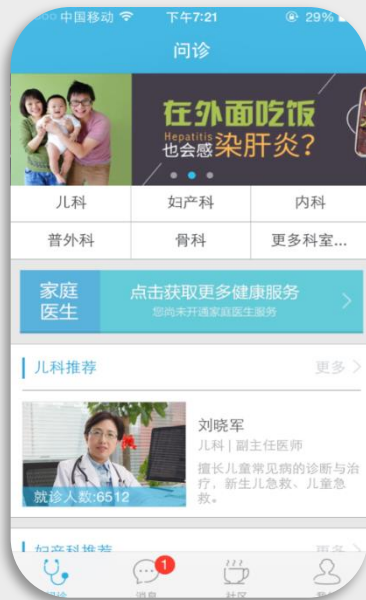 中国移动 下午7:21 29%
问诊
在外面吃饭
Hepatitis
也会感染肝炎?
儿科 妇产科 内科
普外科 骨科 更多科室...
家庭
医生
点击获取更多健康服务
您尚未开通家庭医生服务
儿科推荐 更多
刘晓军
儿科 | 副主任医师
擅长儿童常见病的诊断与治
疗，新生儿急救、儿童急
救。
就诊人数:6512
妇产科推荐 更多
1
问诊 消息 社区